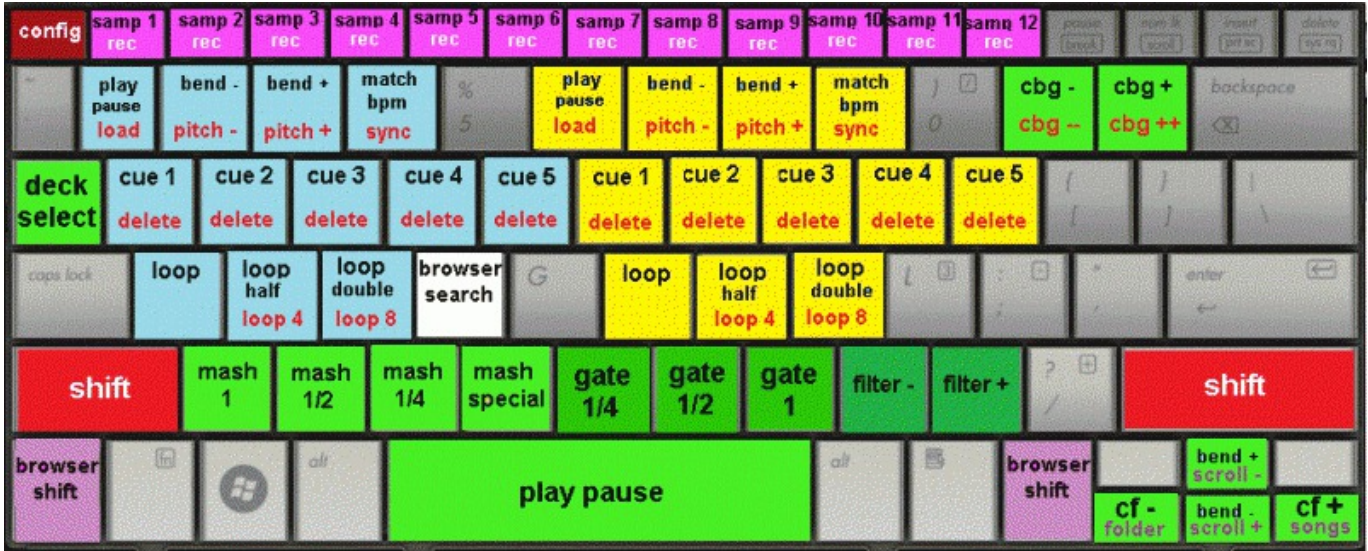 config samp 1 samp 2 samp 3 samp 4 samp 5 samp 6 samp 7 samp 8 samp 9 samp 10 samp 11 samp 12 pause num lk insert delete
rec rec rec rec rec rec rec rec rec rec rec rec break scroll prt sc sys rq
~ play bend - bend + match % play bend - bend + match ) 7 cbg - cbg + backspace
pause bpm pause bpm
load pitch - pitch + sync 5 load pitch - pitch + sync 0 cbg -- cbg ++
deck cue 1 cue 2 cue 3 cue 4 cue 5 cue 1 cue 2 cue 3 cue 4 cue 5 { } |
select delete delete delete delete delete delete delete delete delete delete [ ] \
caps lock loop loop loop browser G loop loop loop L 3 : " enter
half double search half double ; '
loop 4 loop 8 loop 4 loop 8
shift mash mash mash mash gate gate gate filter - filter + ? + shift
1 1/2 1/4 special 1/4 1/2 1 /
browser fn alt play pause alt browser bend +
shift shift scroll -
cf - bend - cf +
folder scroll + songs